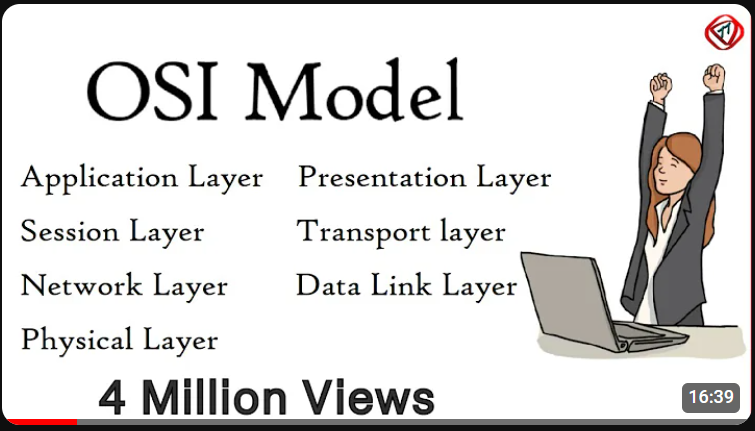 OSI Model
Application Layer Presentation Layer
Session Layer Transport layer
Network Layer Data Link Layer
Physical Layer
4 Million Views
16:39